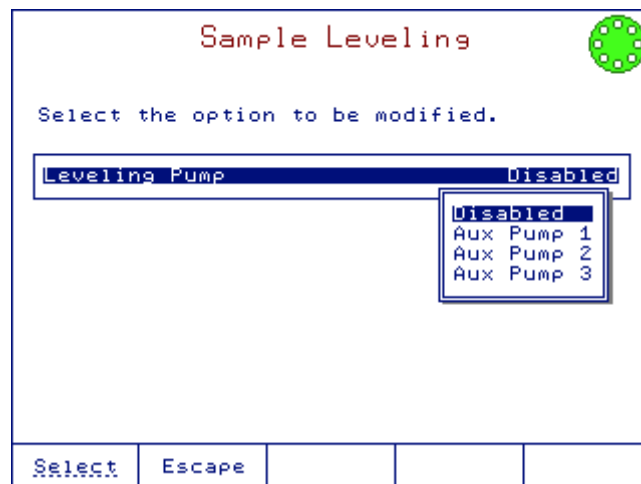 Sample Leveling
Select the option to be modified.
Leveling Pump Disabled
Disabled
Aux Pump 1
Aux Pump 2
Aux Pump 3
Select Escape